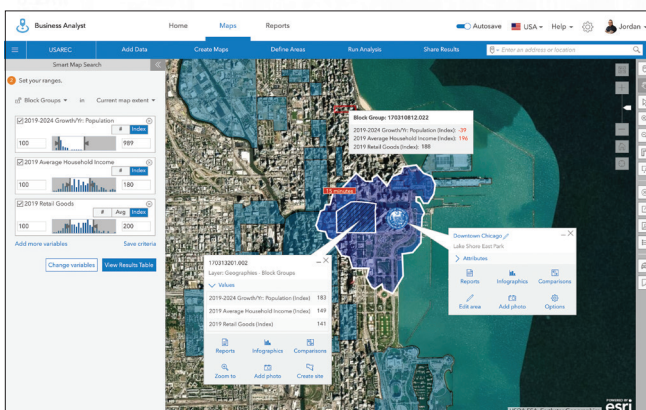 Business Analyst
Home
Maps
Reports
Autosave
USA
Help
Jordan
USAREC
Add Data
Create Maps
Define Areas
Run Analysis
Share Results
Enter an address or location
Smart Map Search
Set your ranges.
Block Groups
in
Current map extent
2019-2024 Growth/Yr: Population
# Index
100
989
2019 Average Household Income
# Index
100
180
2019 Retail Goods
# Avg Index
100
200
Add more variables
Save criteria
Change variables
View Results Table
Block Group: 170310812.022
2019-2024 Growth/Yr: Population (Index): -39
2019 Average Household Income (Index): 196
2019 Retail Goods (Index): 188
15 minutes
170313201.002
Layer: Geographies - Block Groups
Values
2019-2024 Growth/Yr: Population (Index) 183
2019 Average Household Income (Index) 149
2019 Retail Goods (Index) 141
Reports
Infographics
Comparisons
Zoom to
Add photo
Create site
Downtown Chicago
Lake Shore East Park
Attributes
Reports
Infographics
Comparisons
Edit area
Add photo
Options
POWERED BY
esri